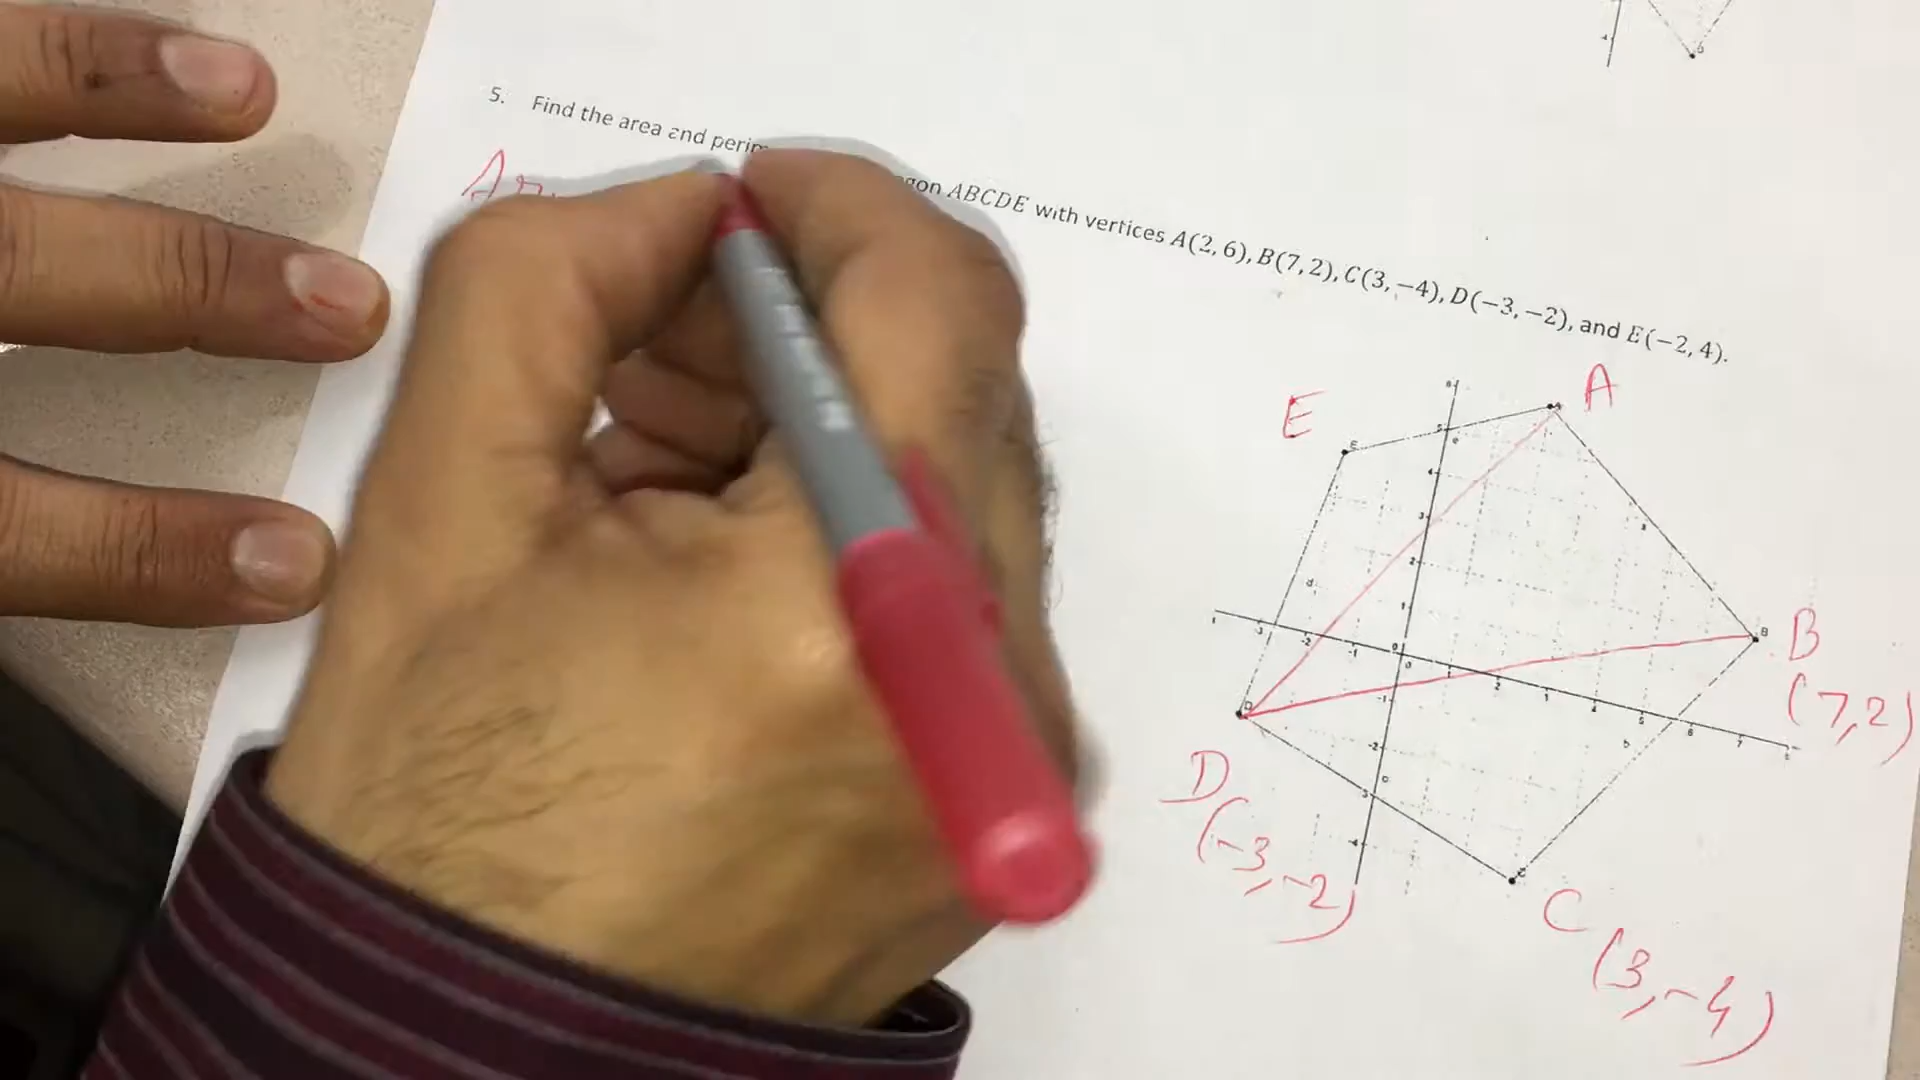 5. Find the area and perim
gon ABCDE with vertices A(2, 6), B(7, 2), C(3, −4), D(−3, −2), and E(−2, 4).
E
A
B
(7,2)
D
(-3,-2)
C
(3,-4)